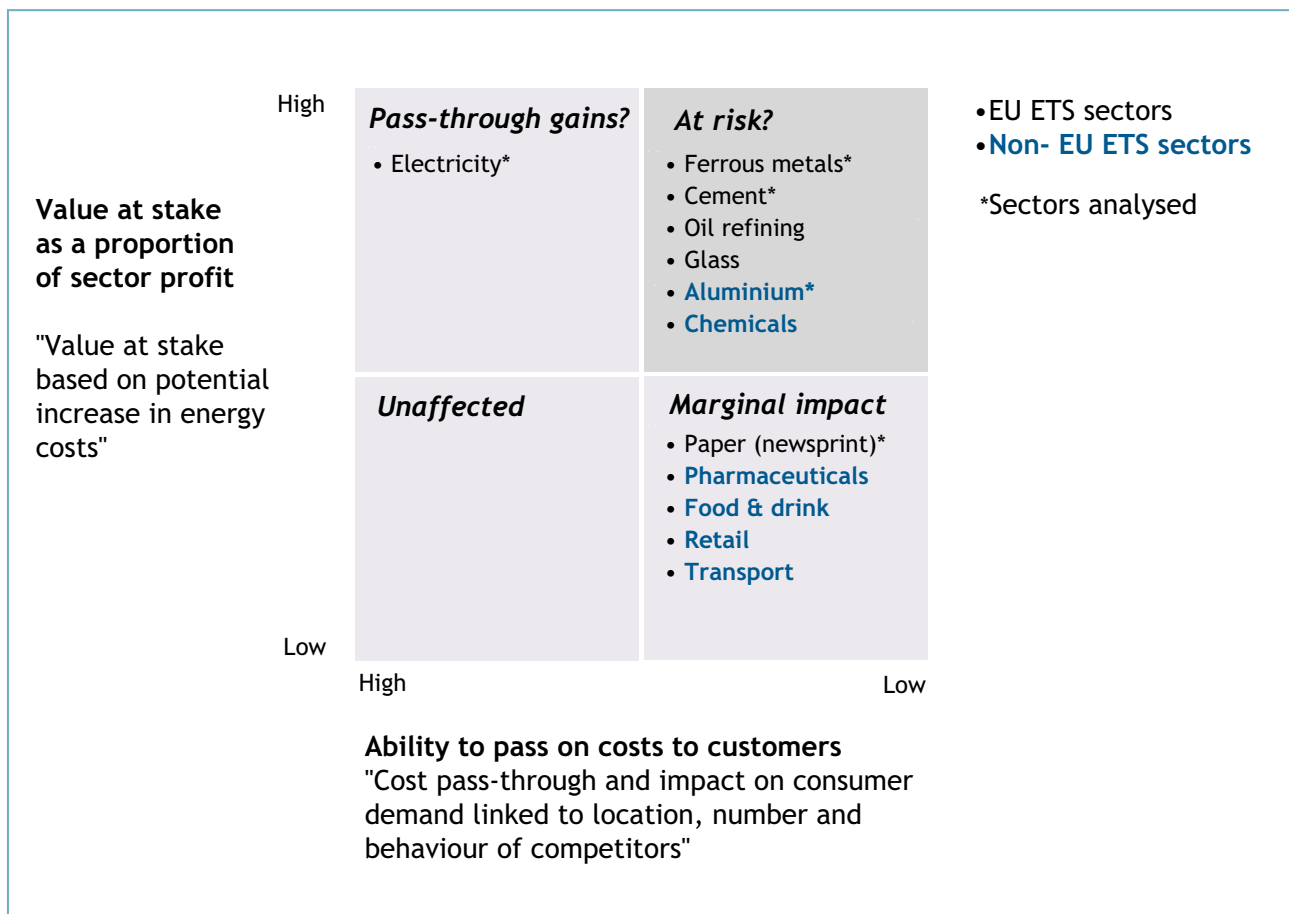 High
Pass-through gains?
• Electricity*
At risk?
• Ferrous metals*
• Cement*
• Oil refining
• Glass
• Aluminium*
• Chemicals
•EU ETS sectors
•Non- EU ETS sectors
*Sectors analysed
Value at stake
as a proportion
of sector profit
"Value at stake
based on potential
increase in energy
costs"
Unaffected
Marginal impact
• Paper (newsprint)*
• Pharmaceuticals
• Food & drink
• Retail
• Transport
Low
High
Low
Ability to pass on costs to customers
"Cost pass-through and impact on consumer
demand linked to location, number and
behaviour of competitors"